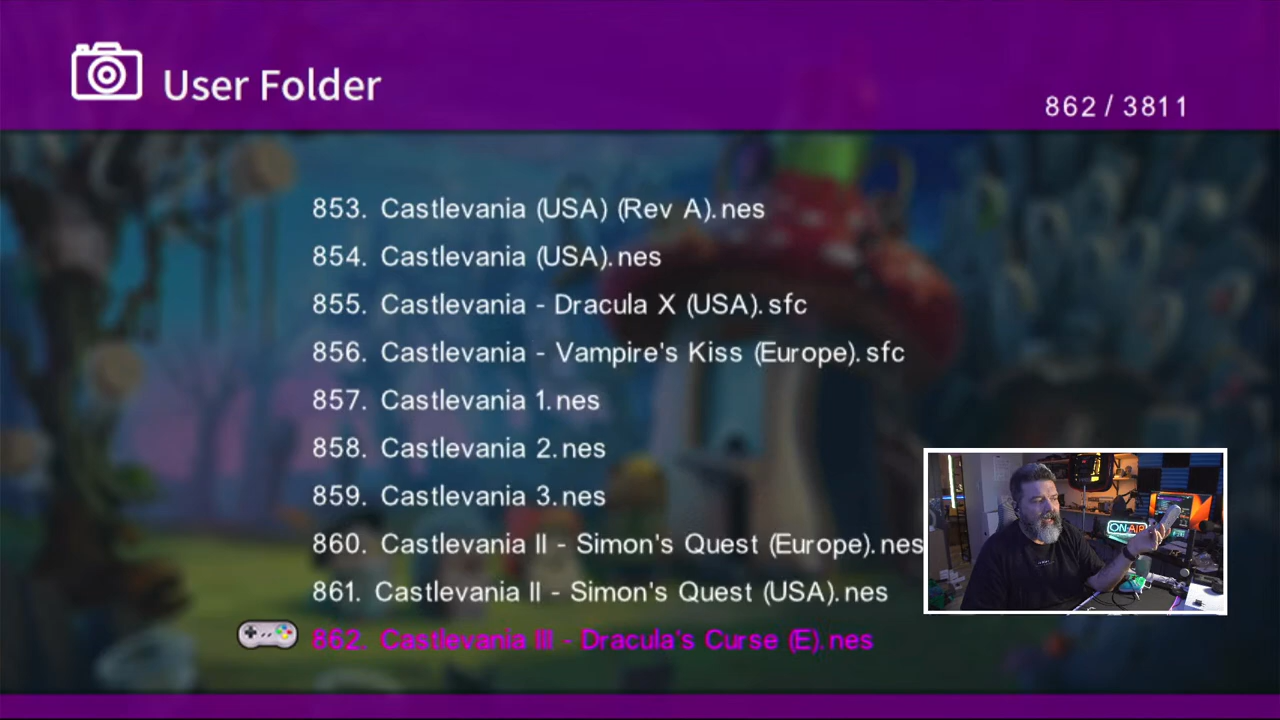 User Folder
862 / 3811
853. Castlevania (USA) (Rev A).nes
854. Castlevania (USA).nes
855. Castlevania - Dracula X (USA).sfc
856. Castlevania - Vampire's Kiss (Europe).sfc
857. Castlevania 1.nes
858. Castlevania 2.nes
859. Castlevania 3.nes
860. Castlevania II - Simon's Quest (Europe).nes
861. Castlevania II - Simon's Quest (USA).nes
862. Castlevania III - Dracula's Curse (E).nes
ON-AIR